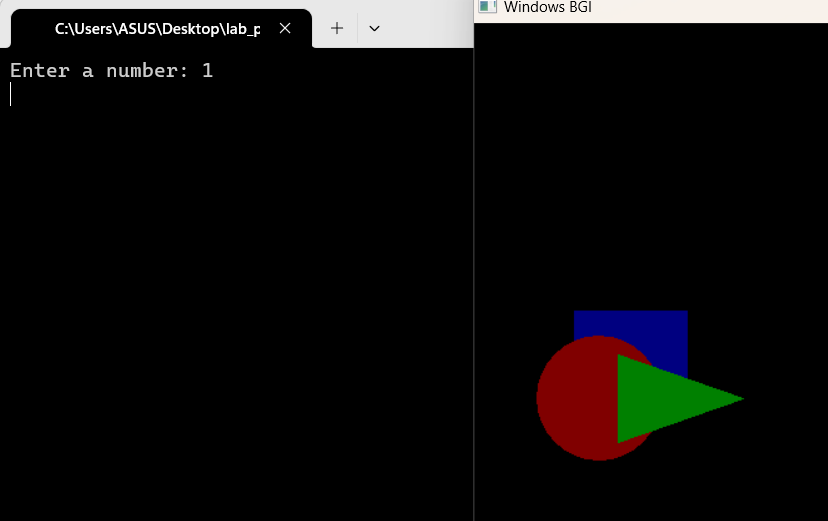 C:\Users\ASUS\Desktop\lab_p
Windows BGI
Enter a number: 1